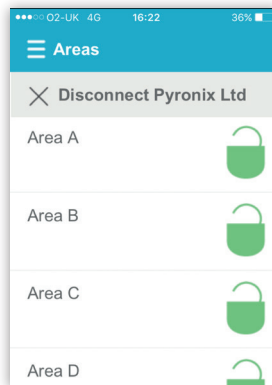 O2-UK 4G 16:22 36%
Areas
Disconnect Pyronix Ltd
Area A
Area B
Area C
Area D